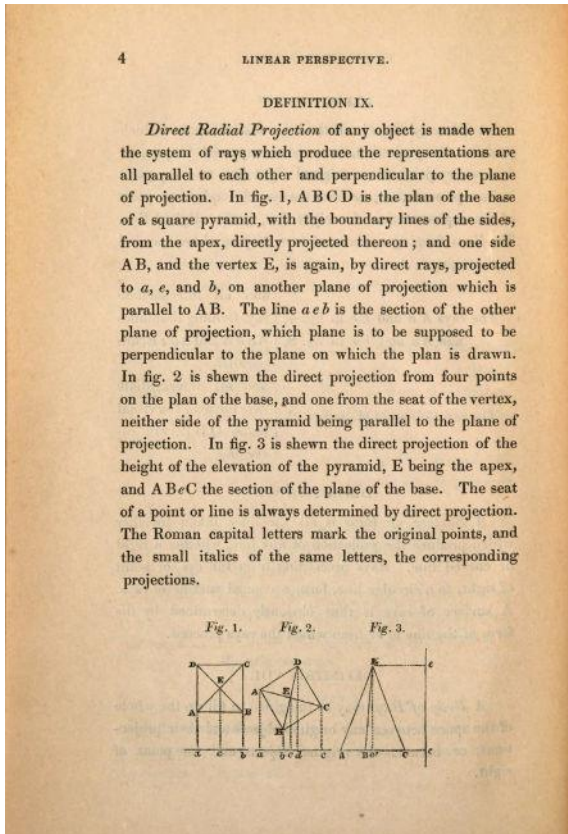 4 LINEAR PERSPECTIVE.
DEFINITION IX.
Direct Radial Projection of any object is made when
the system of rays which produce the representations are
all parallel to each other and perpendicular to the plane
of projection. In fig. 1, A B C D is the plan of the base
of a square pyramid, with the boundary lines of the sides,
from the apex, directly projected thereon; and one side
A B, and the vertex E, is again, by direct rays, projected
to a, e, and b, on another plane of projection which is
parallel to A B. The line a e b is the section of the other
plane of projection, which plane is to be supposed to be
perpendicular to the plane on which the plan is drawn.
In fig. 2 is shewn the direct projection from four points
on the plan of the base, and one from the seat of the vertex,
neither side of the pyramid being parallel to the plane of
projection. In fig. 3 is shewn the direct projection of the
height of the elevation of the pyramid, E being the apex,
and A B e C the section of the plane of the base. The seat
of a point or line is always determined by direct projection.
The Roman capital letters mark the original points, and
the small italics of the same letters, the corresponding
projections.
Fig. 1. Fig. 2. Fig. 3.
D C D E e
A E E
A B C
B
a e b a b e d c A B e C e